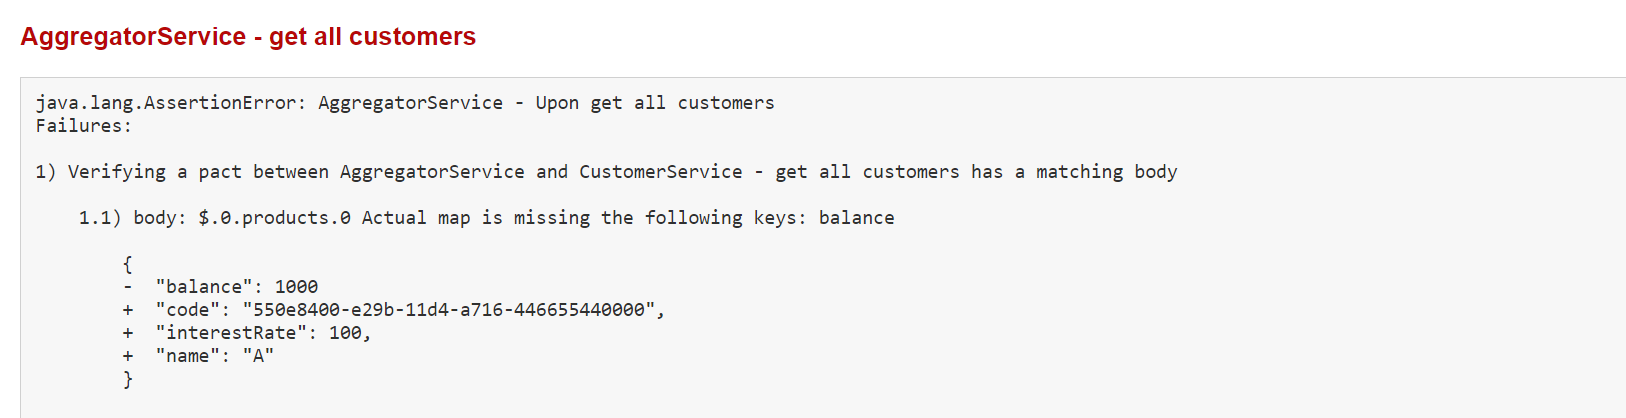 AggregatorService - get all customers
java.lang.AssertionError: AggregatorService - Upon get all customers
Failures:
1) Verifying a pact between AggregatorService and CustomerService - get all customers has a matching body
1.1) body: $.0.products.0 Actual map is missing the following keys: balance
{
-  "balance": 1000
+  "code": "550e8400-e29b-11d4-a716-446655440000",
+  "interestRate": 100,
+  "name": "A"
}